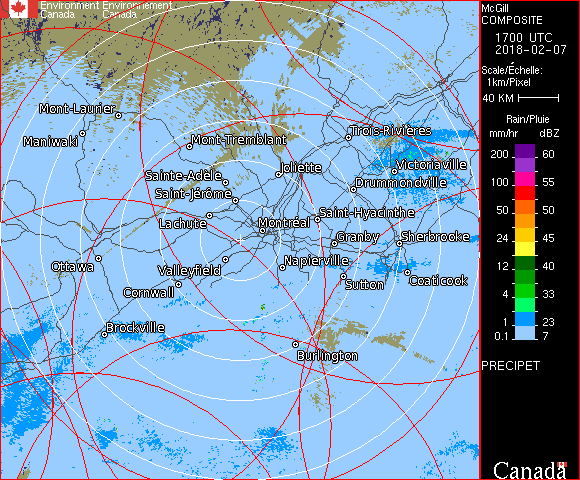 Environment Environnement
Canada Canada
McGill
COMPOSITE
1700 UTC
2018-02-07
Scale/Échelle:
1km/Pixel
40 KM
Rain/Pluie
mm/hr dBZ
200 60
100 55
50 50
24 45
12 40
4 33
1 23
0.1 7
PRECIPET
Canada
Mont-Laurier
Maniwaki
Mont-Tremblant
Trois-Rivières
Joliette
Victoriaville
Sainte-Adèle
Drummondville
Saint-Jérôme
Lachute
Saint-Hyacinthe
Montréal
Granby
Sherbrooke
Ottawa
Valleyfield
Napierville
Cornwall
Sutton
Coaticook
Brockville
Burlington